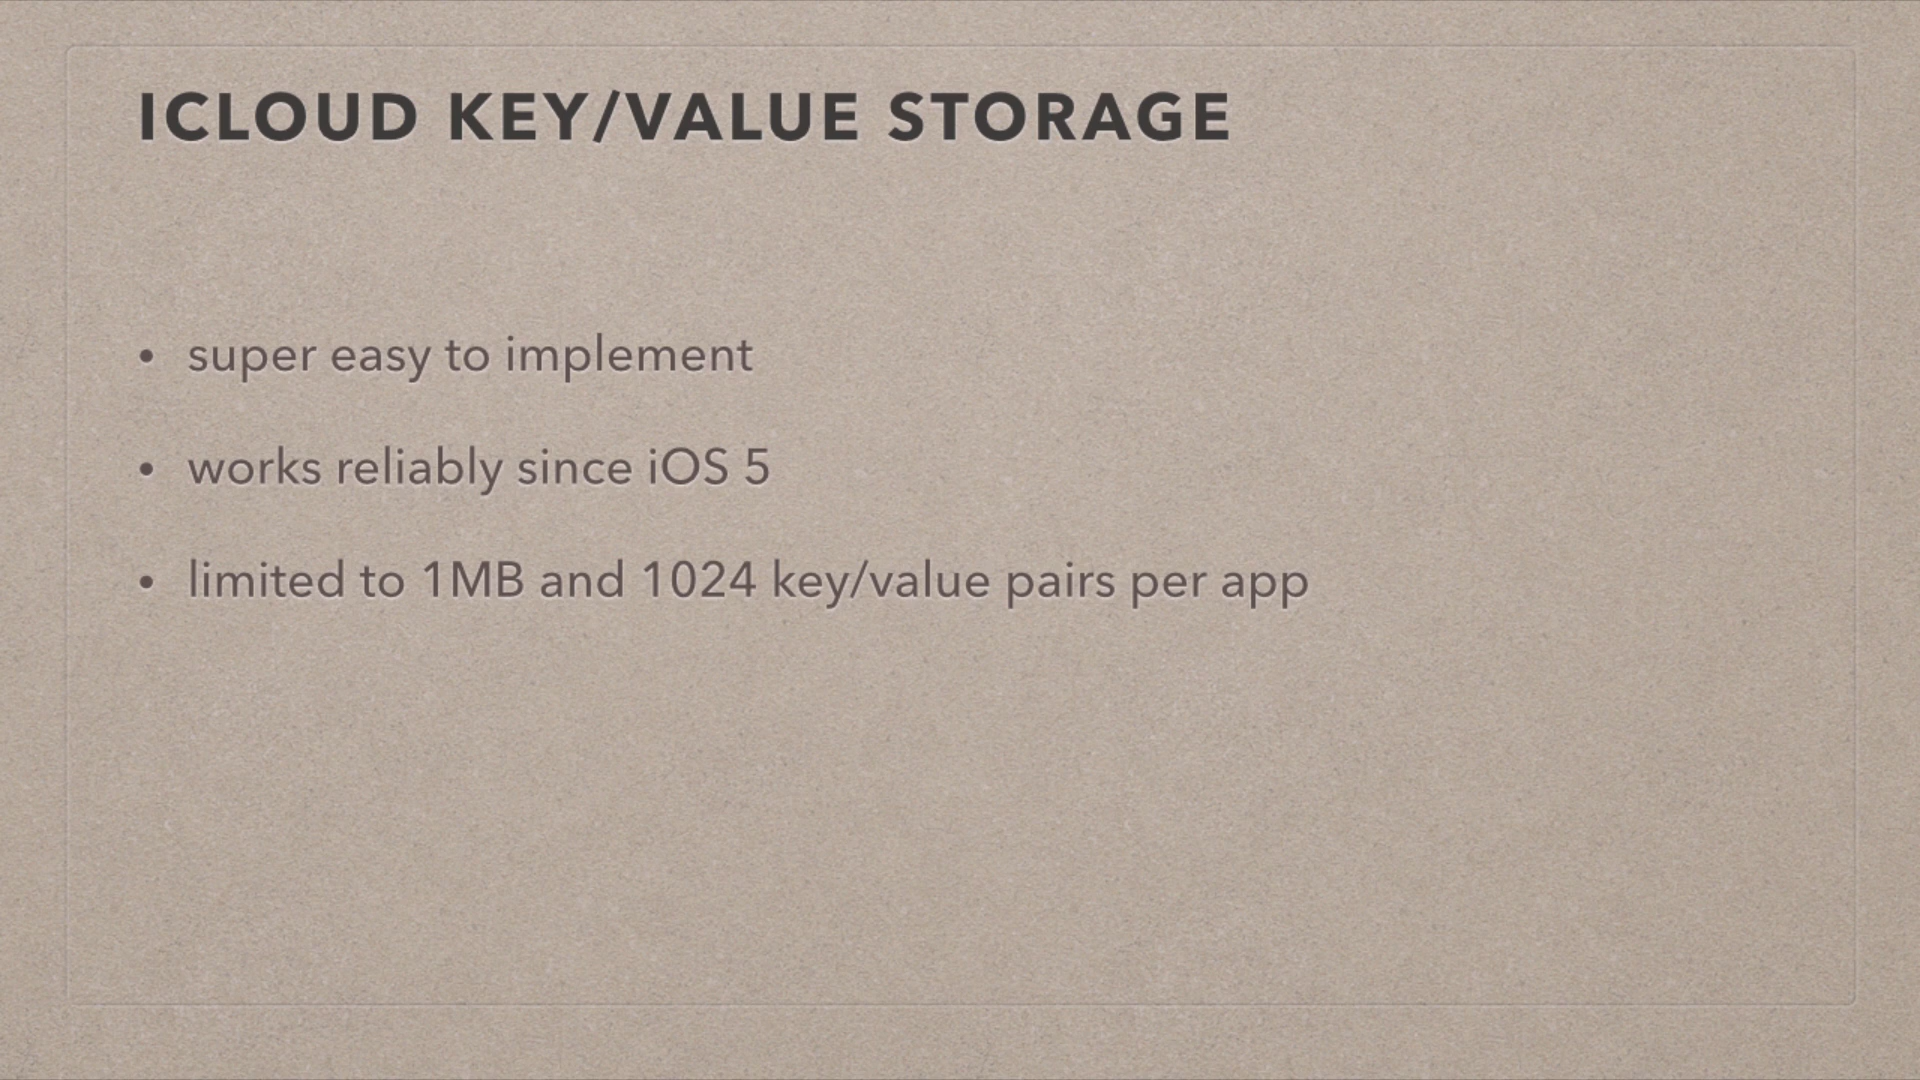 ICLOUD KEY/VALUE STORAGE
• super easy to implement
• works reliably since iOS 5
• limited to 1MB and 1024 key/value pairs per app